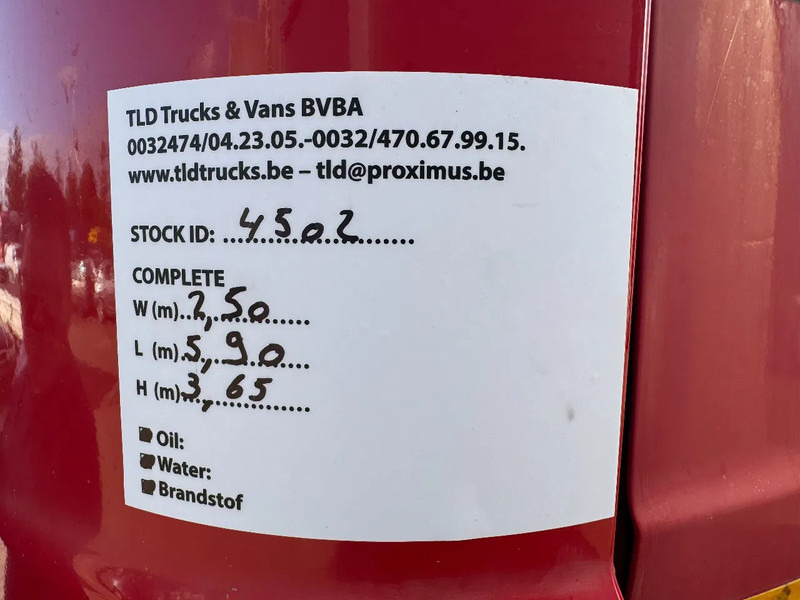 TLD Trucks & Vans BVBA
0032474/04.23.05.-0032/470.67.99.15.
www.tldtrucks.be – tld@proximus.be
STOCK ID: 4502
COMPLETE
W (m) 2,50
L (m) 5,90
H (m) 3,65
Oil:
Water:
Brandstof